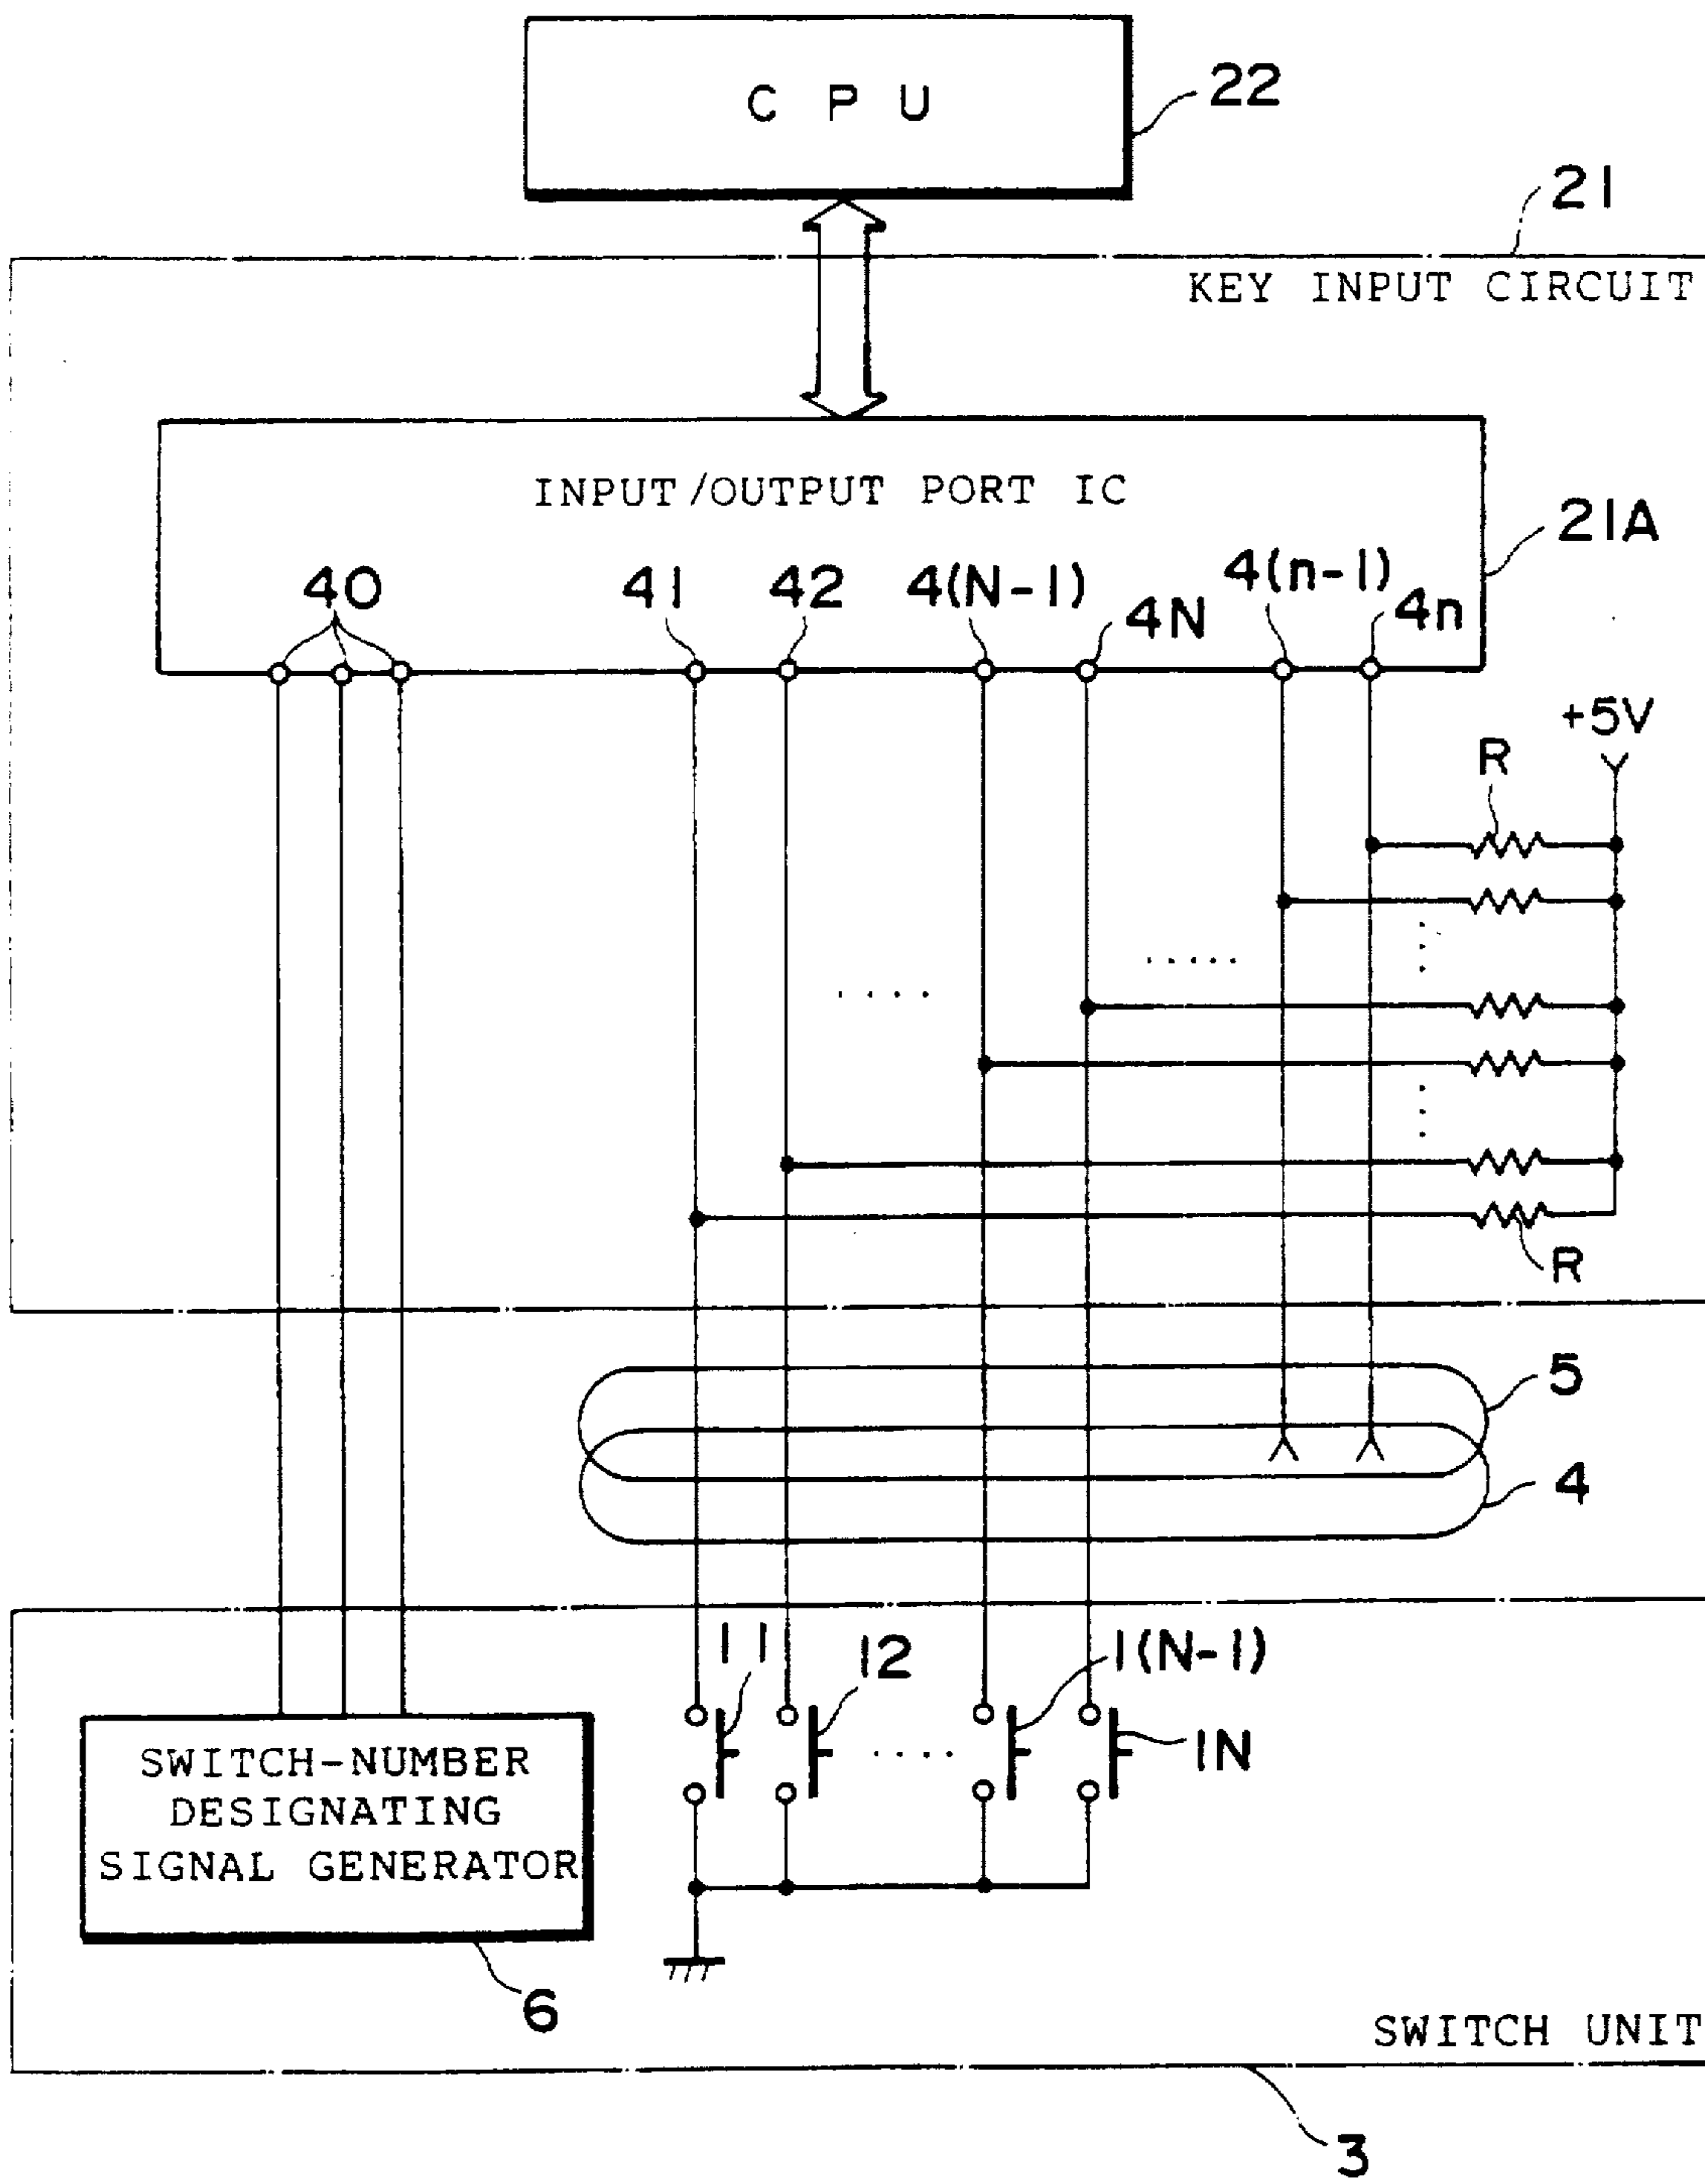 CPU
22
21
KEY INPUT CIRCUIT
INPUT/OUTPUT PORT IC
21A
40
41
42
4(N-1)
4N
4(n-1)
4n
+5V
R
.....
....
R
5
4
11
12
1(N-1)
1N
....
SWITCH-NUMBER
DESIGNATING
SIGNAL GENERATOR
6
SWITCH UNIT
3